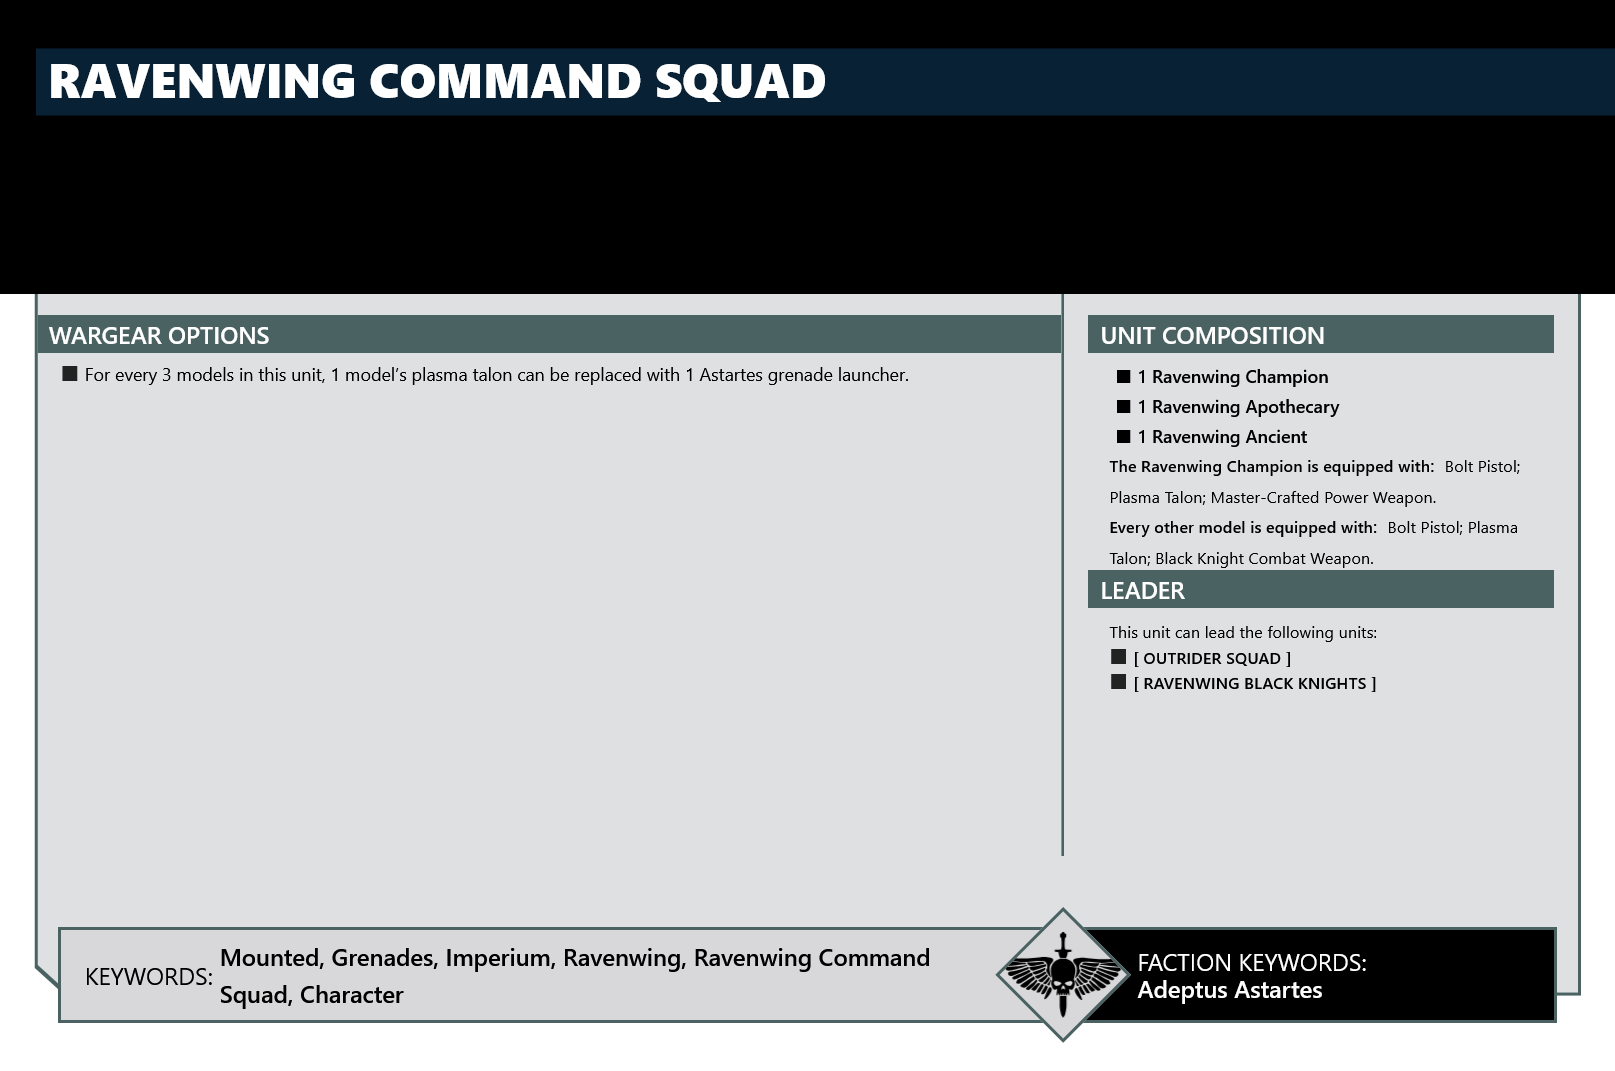 RAVENWING COMMAND SQUAD
WARGEAR OPTIONS
For every 3 models in this unit, 1 model’s plasma talon can be replaced with 1 Astartes grenade launcher.
UNIT COMPOSITION
1 Ravenwing Champion
1 Ravenwing Apothecary
1 Ravenwing Ancient
The Ravenwing Champion is equipped with: Bolt Pistol;
Plasma Talon; Master-Crafted Power Weapon.
Every other model is equipped with: Bolt Pistol; Plasma
Talon; Black Knight Combat Weapon.
LEADER
This unit can lead the following units:
[ OUTRIDER SQUAD ]
[ RAVENWING BLACK KNIGHTS ]
KEYWORDS:
Mounted, Grenades, Imperium, Ravenwing, Ravenwing Command
Squad, Character
FACTION KEYWORDS:
Adeptus Astartes